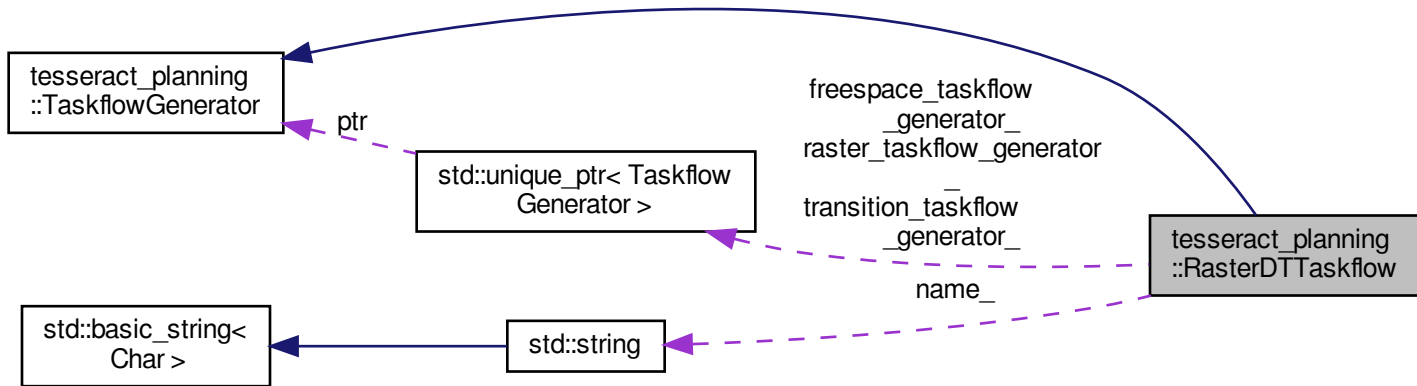 tesseract_planning
::TaskflowGenerator
ptr
std::unique_ptr< Taskflow
Generator >
freespace_taskflow
_generator_
raster_taskflow_generator
_
transition_taskflow
_generator_
tesseract_planning
::RasterDTTaskflow
name_
std::basic_string<
Char >
std::string